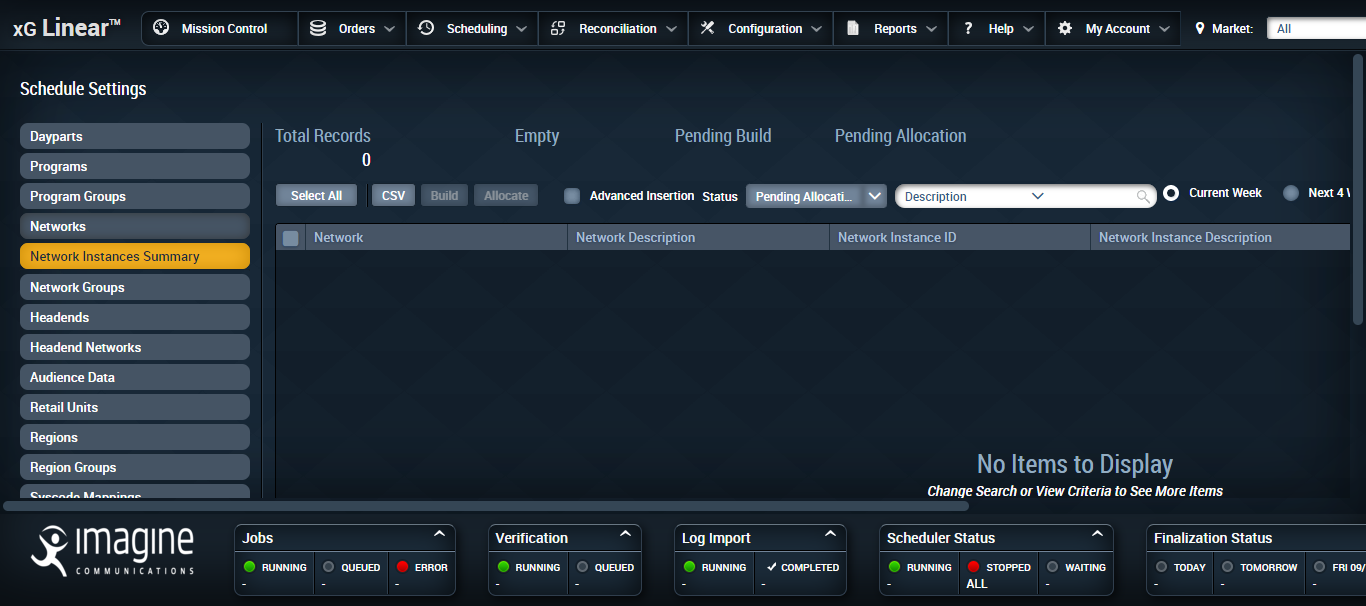 xG Linear™ Mission Control Orders Scheduling Reconciliation Configuration Reports ? Help My Account Market: All
Schedule Settings
Dayparts
Programs
Program Groups
Networks
Network Instances Summary
Network Groups
Headends
Headend Networks
Audience Data
Retail Units
Regions
Region Groups
Syscode Mappings
Total Records Empty Pending Build Pending Allocation
0
Select All CSV Build Allocate Advanced Insertion Status Pending Allocati... Description Current Week Next 4 W
Network Network Description Network Instance ID Network Instance Description
No Items to Display
Change Search or View Criteria to See More Items
imagine
COMMUNICATIONS
Jobs
RUNNING QUEUED ERROR
- - -
Verification
RUNNING QUEUED
- -
Log Import
RUNNING COMPLETED
- -
Scheduler Status
RUNNING STOPPED WAITING
- ALL -
Finalization Status
TODAY TOMORROW FRI 09/
- - -